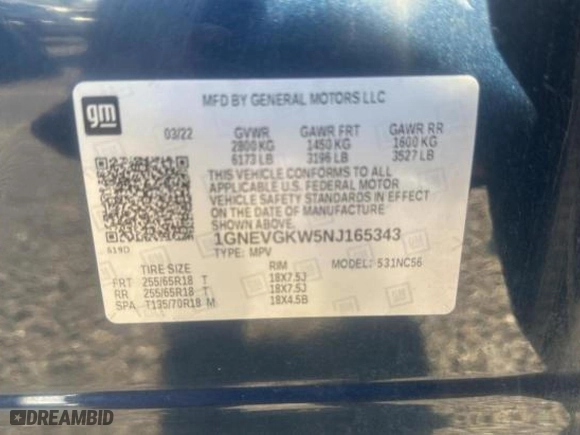 gm
MFD BY GENERAL MOTORS LLC
03/22 GVWR GAWR FRT GAWR RR
2800 KG 1450 KG 1600 KG
6173 LB 3196 LB 3527 LB
THIS VEHICLE CONFORMS TO ALL
APPLICABLE U.S. FEDERAL MOTOR
VEHICLE SAFETY STANDARDS IN EFFECT
ON THE DATE OF MANUFACTURE
SHOWN ABOVE.
1GNEVGKW5NJ165343
619D TYPE: MPV MODEL: 531NC56
TIRE SIZE RIM
FRT 255/65R18 T 18X7.5J
RR 255/65R18 T 18X7.5J
SPA T135/70R18 M 18X4.5B
DREAMBID